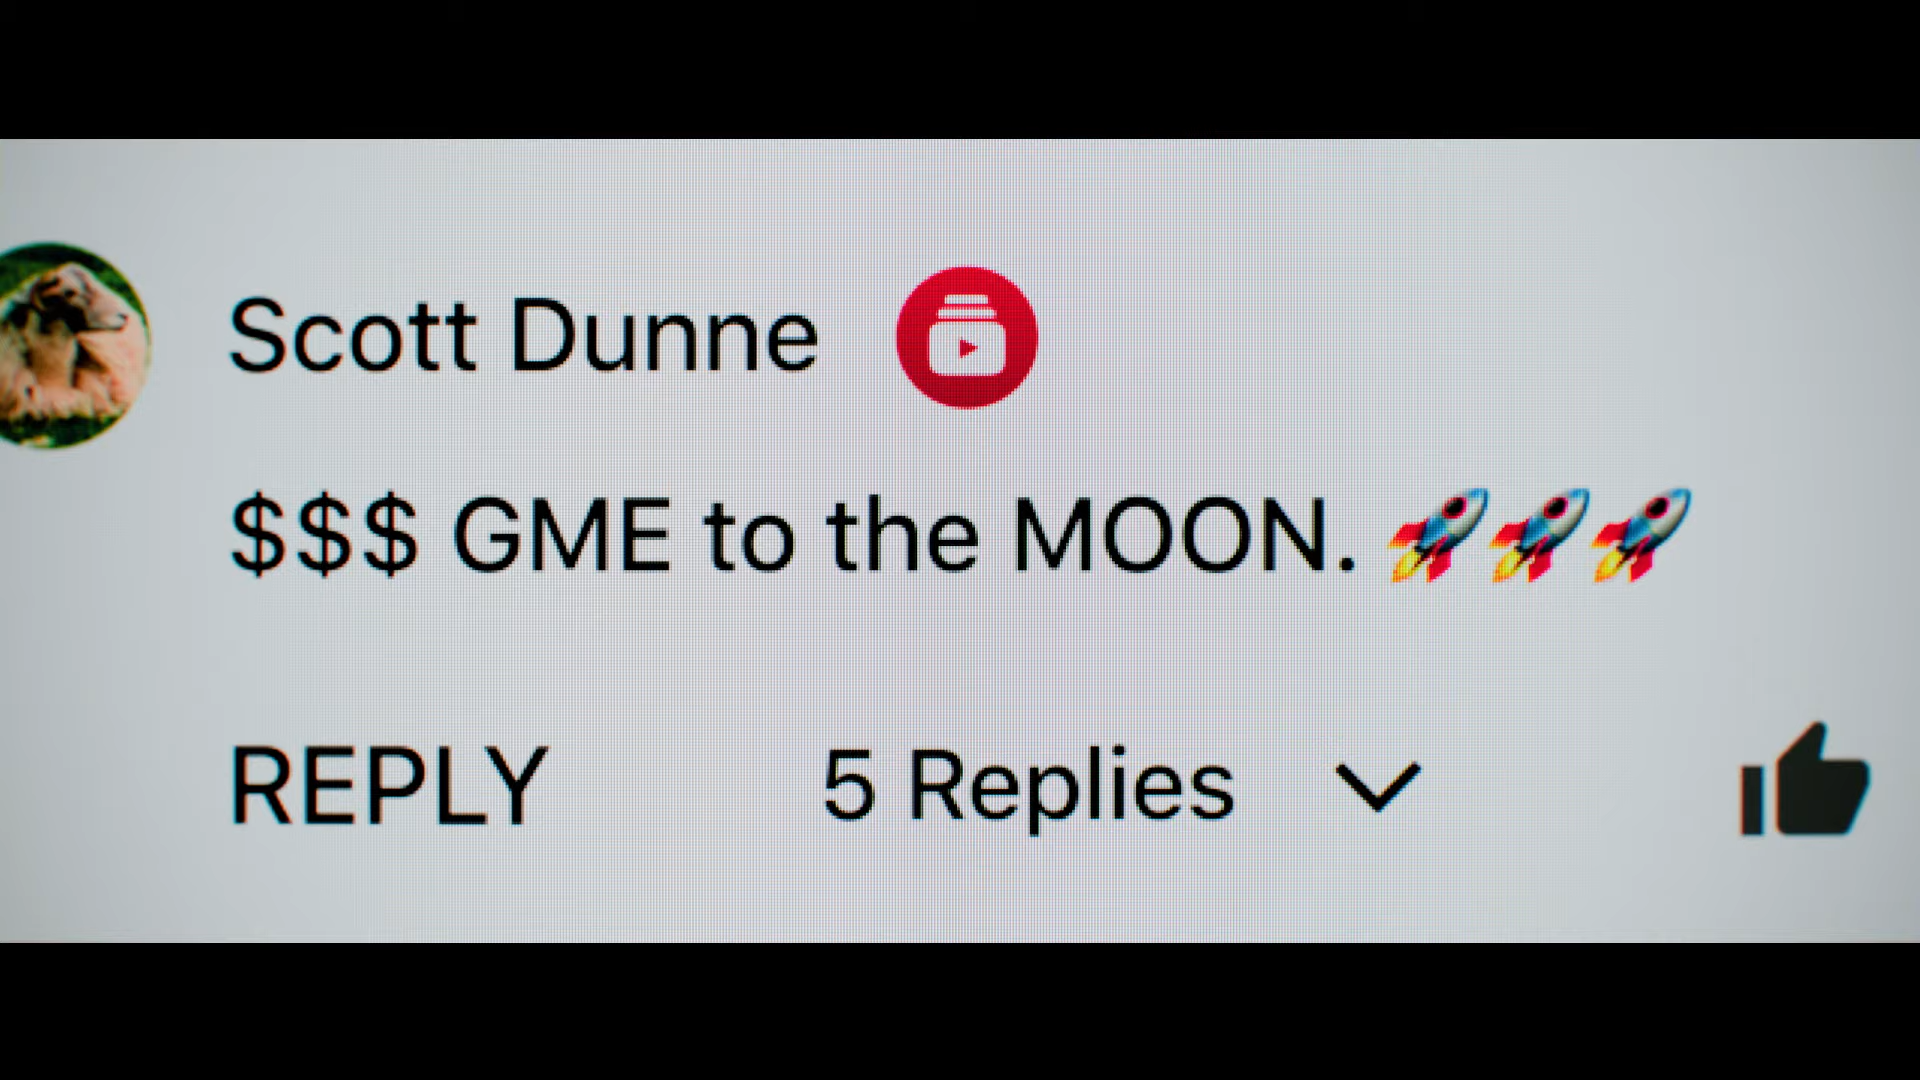 Scott Dunne
$$$ GME to the MOON. 🚀🚀🚀
REPLY
5 Replies